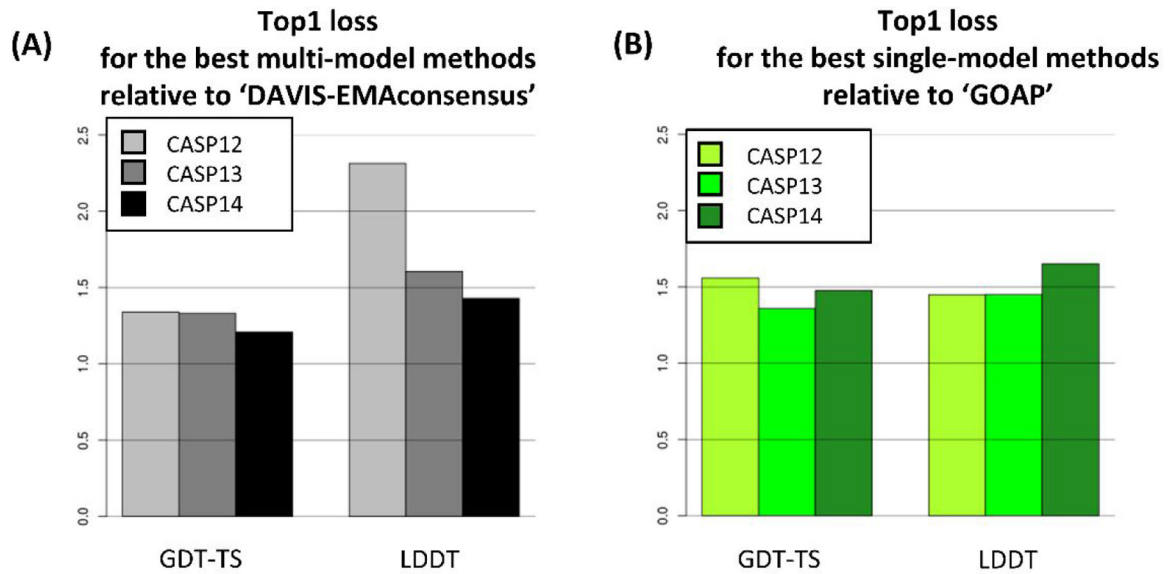 (A)
Top1 loss
for the best multi-model methods
relative to ‘DAVIS-EMAconsensus’
2.5
2.0
1.5
1.0
0.5
0.0
CASP12
CASP13
CASP14
GDT-TS
LDDT
(B)
Top1 loss
for the best single-model methods
relative to ‘GOAP’
2.5
2.0
1.5
1.0
0.5
0.0
CASP12
CASP13
CASP14
GDT-TS
LDDT